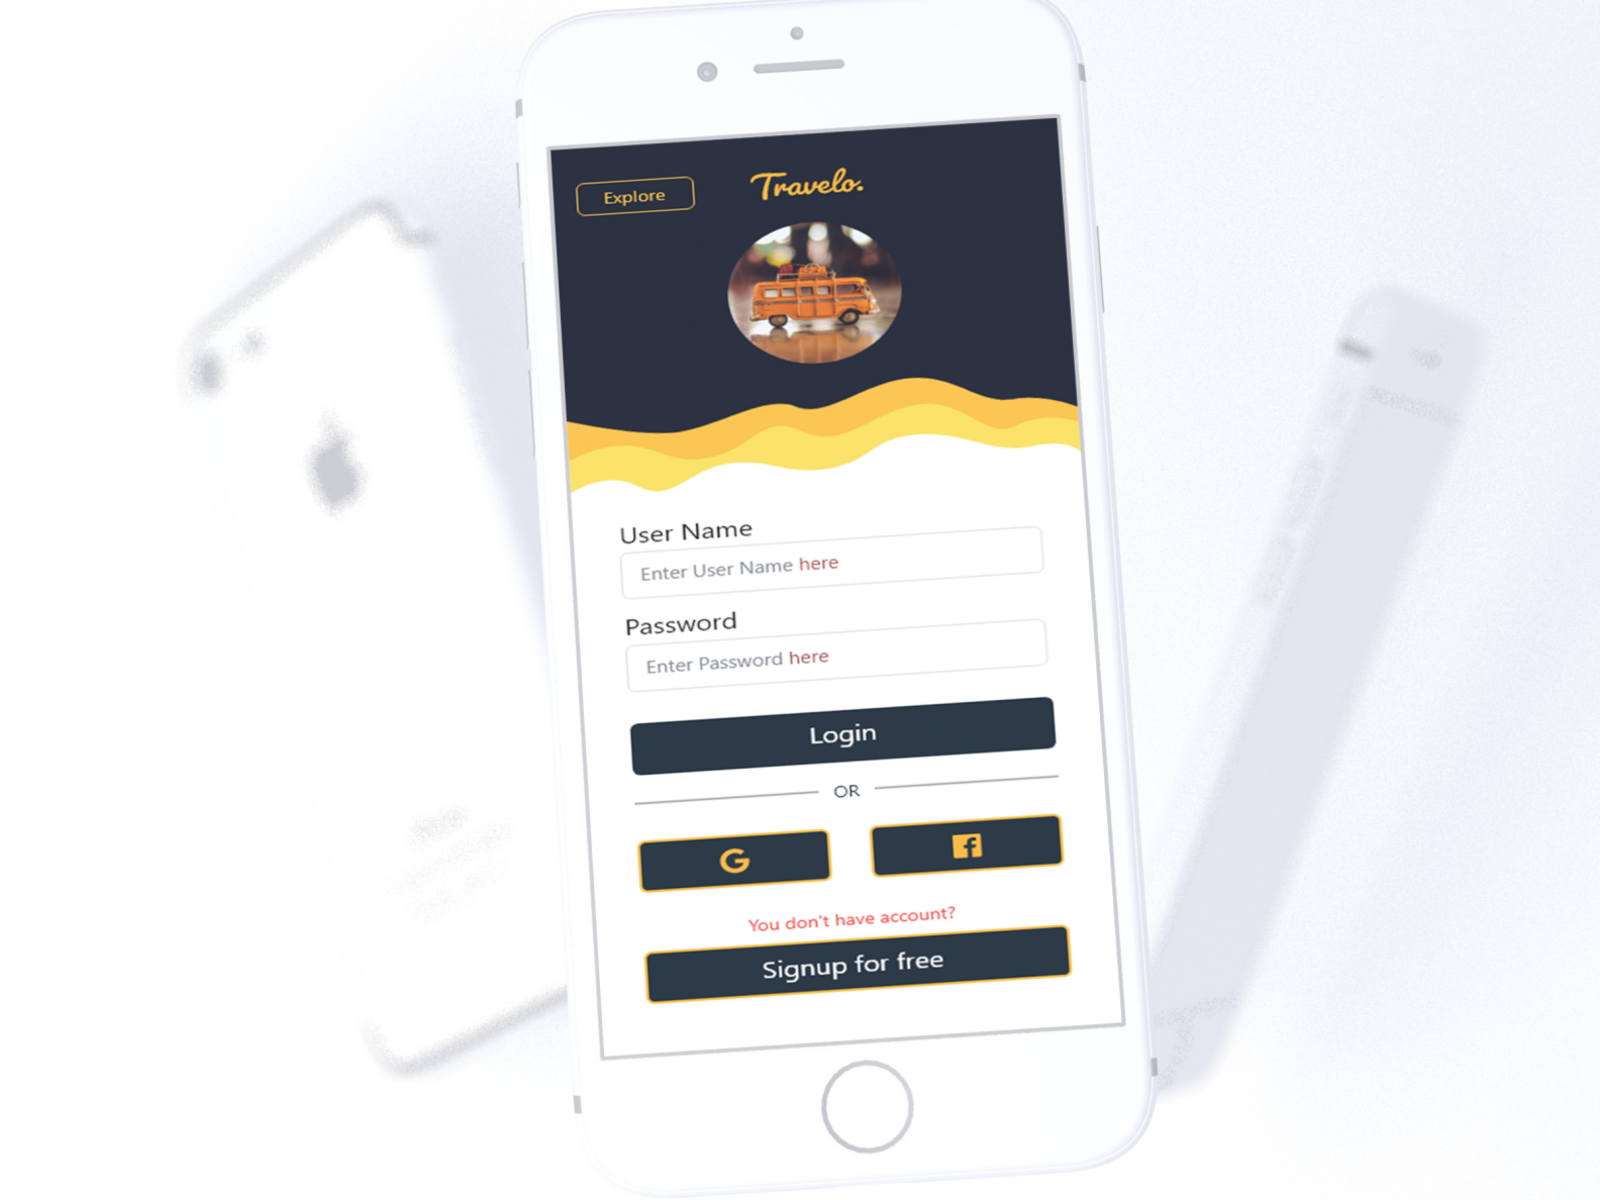 Explore
Travelo.
User Name
Enter User Name here
Password
Enter Password here
Login
OR
G
f
You don't have account?
Signup for free